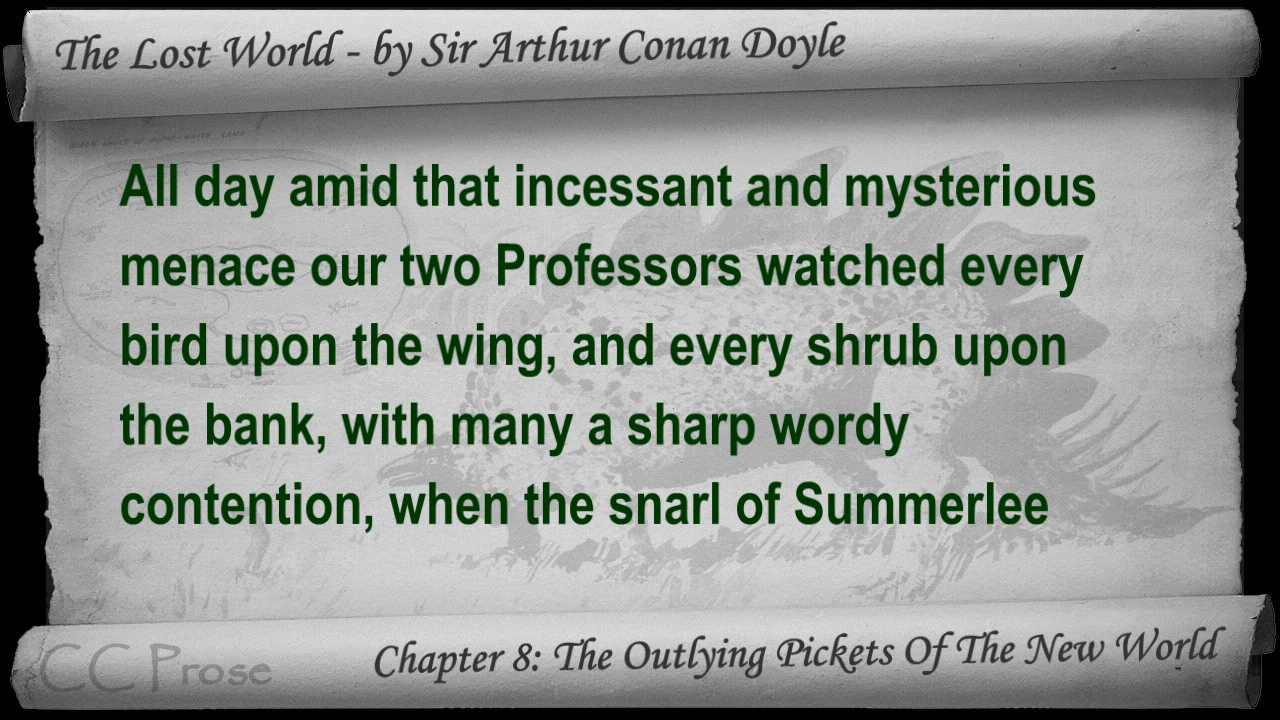 The Lost World - by Sir Arthur Conan Doyle
All day amid that incessant and mysterious
menace our two Professors watched every
bird upon the wing, and every shrub upon
the bank, with many a sharp wordy
contention, when the snarl of Summerlee
CC Prose
Chapter 8: The Outlying Pickets Of The New World